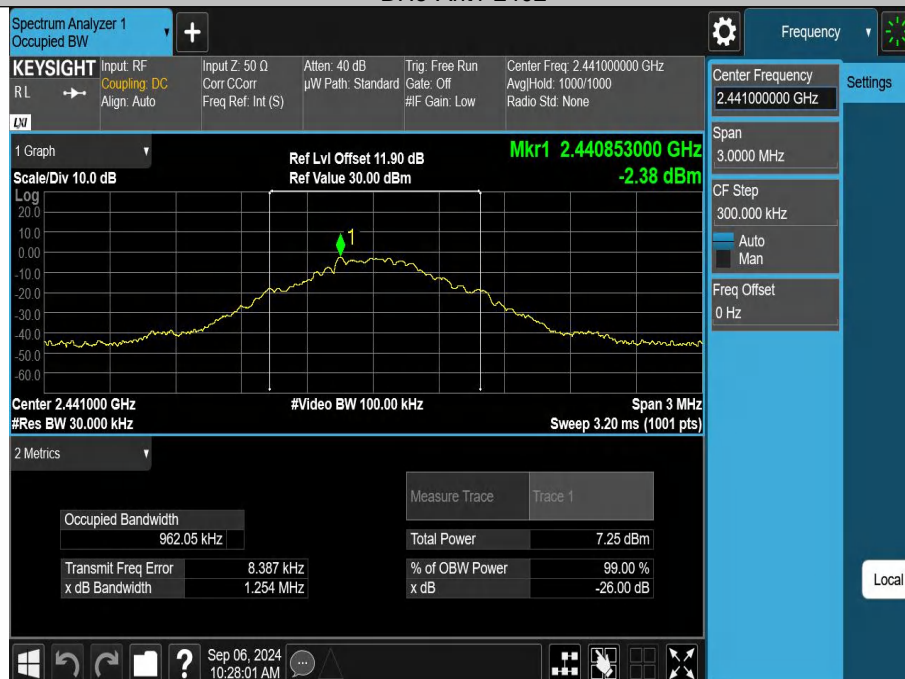 Spectrum Analyzer 1
Occupied BW
+
Frequency
KEYSIGHT
RL
LXI
Input: RF
Coupling: DC
Align: Auto
Input Z: 50 Ω
Corr CCorr
Freq Ref: Int (S)
Atten: 40 dB
µW Path: Standard
Trig: Free Run
Gate: Off
#IF Gain: Low
Center Freq: 2.441000000 GHz
Avg|Hold: 1000/1000
Radio Std: None
Center Frequency
2.441000000 GHz
Settings
Span
3.0000 MHz
CF Step
300.000 kHz
Auto
Man
Freq Offset
0 Hz
Local
1 Graph
Scale/Div 10.0 dB
Ref Lvl Offset 11.90 dB
Ref Value 30.00 dBm
Mkr1 2.440853000 GHz
-2.38 dBm
Log
20.0
10.0
0.00
-10.0
-20.0
-30.0
-40.0
-50.0
-60.0
1
Center 2.441000 GHz
#Video BW 100.00 kHz
Span 3 MHz
#Res BW 30.000 kHz
Sweep 3.20 ms (1001 pts)
2 Metrics
Measure Trace
Trace 1
Occupied Bandwidth
962.05 kHz
Total Power
7.25 dBm
Transmit Freq Error
8.387 kHz
% of OBW Power
99.00 %
x dB Bandwidth
1.254 MHz
x dB
-26.00 dB
?
Sep 06, 2024
10:28:01 AM